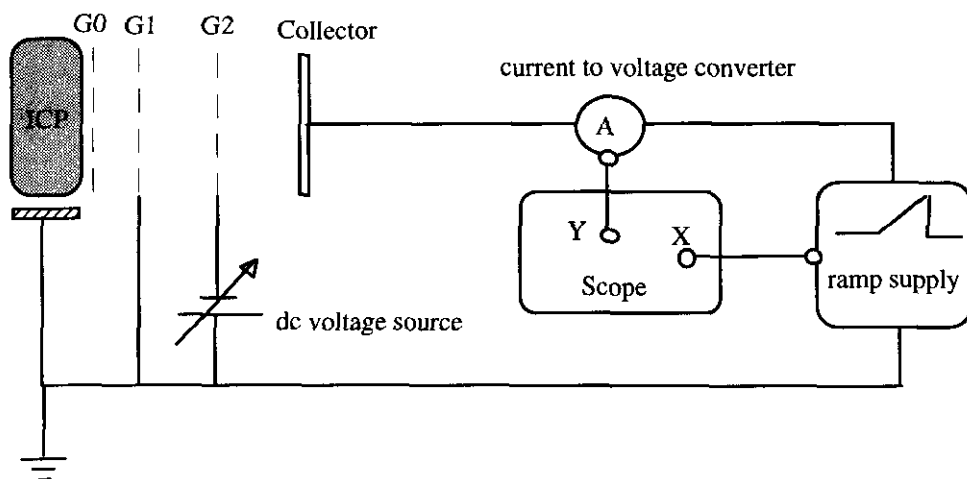 G0 G1 G2 Collector
ICP
current to voltage converter
A
Y X
Scope
ramp supply
dc voltage source